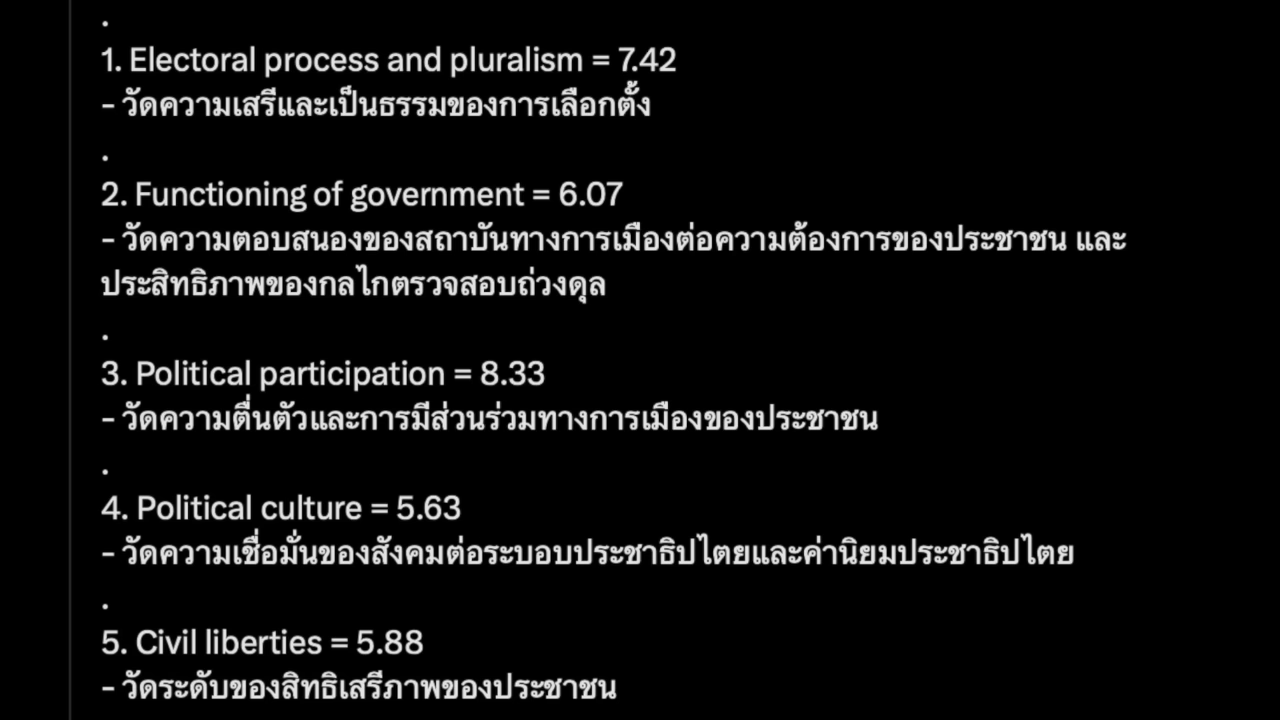 .
1. Electoral process and pluralism = 7.42
- วัดความเสรีและเป็นธรรมของการเลือกตั้ง
.
2. Functioning of government = 6.07
- วัดความตอบสนองของสถาบันทางการเมืองต่อความต้องการของประชาชน และ
ประสิทธิภาพของกลไกตรวจสอบถ่วงดุล
.
3. Political participation = 8.33
- วัดความตื่นตัวและการมีส่วนร่วมทางการเมืองของประชาชน
.
4. Political culture = 5.63
- วัดความเชื่อมั่นของสังคมต่อระบอบประชาธิปไตยและค่านิยมประชาธิปไตย
.
5. Civil liberties = 5.88
- วัดระดับของสิทธิเสรีภาพของประชาชน